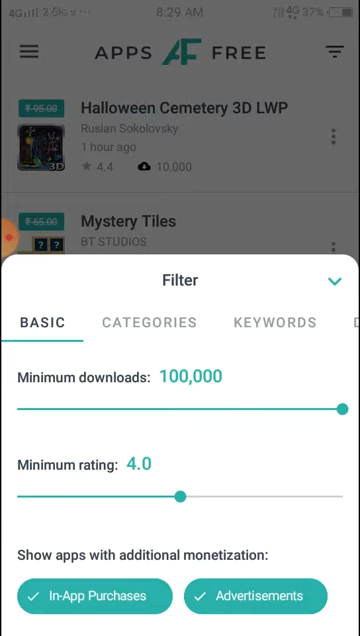 8:29 AM
4G
37%
APPS AF FREE
₹ 95.00
Halloween Cemetery 3D LWP
Ruslan Sokolovsky
1 hour ago
3D
4.4
10,000
₹ 65.00
Mystery Tiles
BT STUDIOS
? ?
Filter
BASIC
CATEGORIES
KEYWORDS
Minimum downloads: 100,000
Minimum rating: 4.0
Show apps with additional monetization:
In-App Purchases
Advertisements